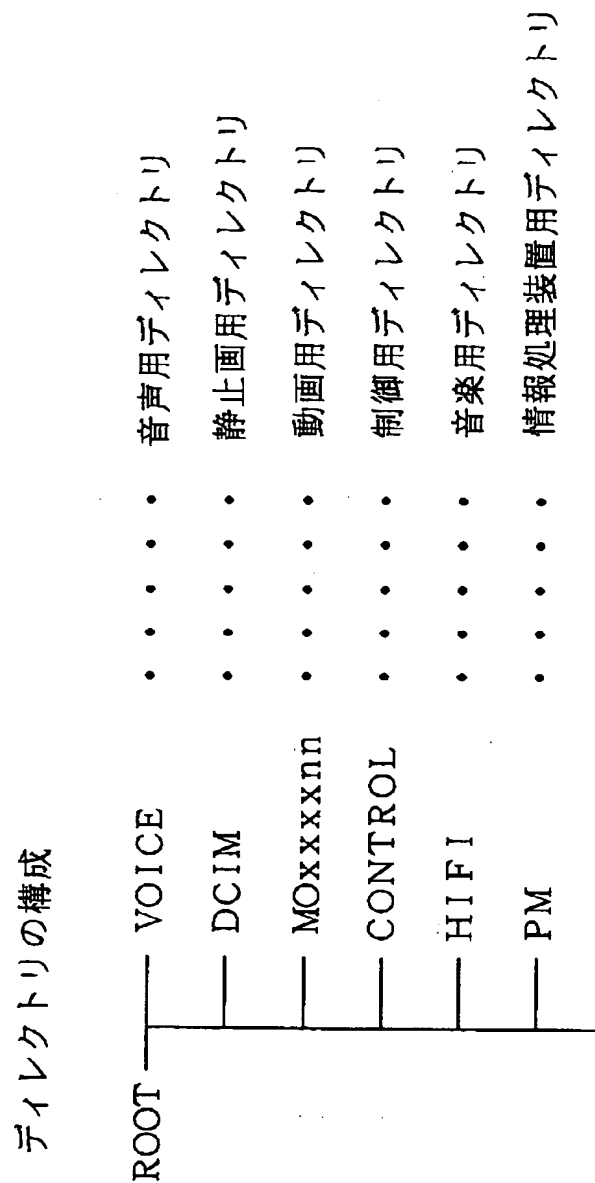 ディレクトリの構成
ROOT VOICE ・・・・・ 音声用ディレクトリ
DCIM ・・・・・ 静止画用ディレクトリ
MOxxxxnn ・・・・・ 動画用ディレクトリ
CONTROL ・・・・・ 制御用ディレクトリ
HIFI ・・・・・ 音楽用ディレクトリ
PM ・・・・・ 情報処理装置用ディレクトリ